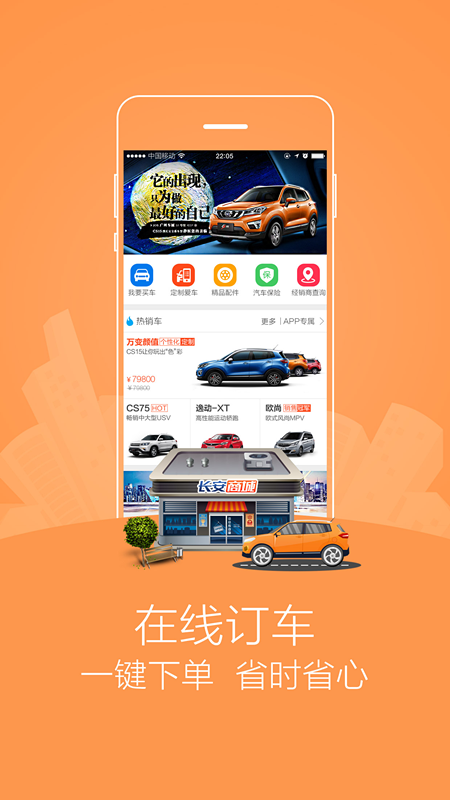 中国移动
22:05
它的出现,
只为做
最好的自己
我要买车
定制爱车
精品配件
保
汽车保险
经销商查询
热销车
更多 | APP专属
万变颜值 个性化 定制
CS15让你玩出“色”彩
¥79800
¥79800
CS75 HOT
畅销中大型USV
逸动-XT
高性能运动轿跑
欧尚 销售冠军
欧式风尚MPV
长安商城
在线订车
一键下单 省时省心